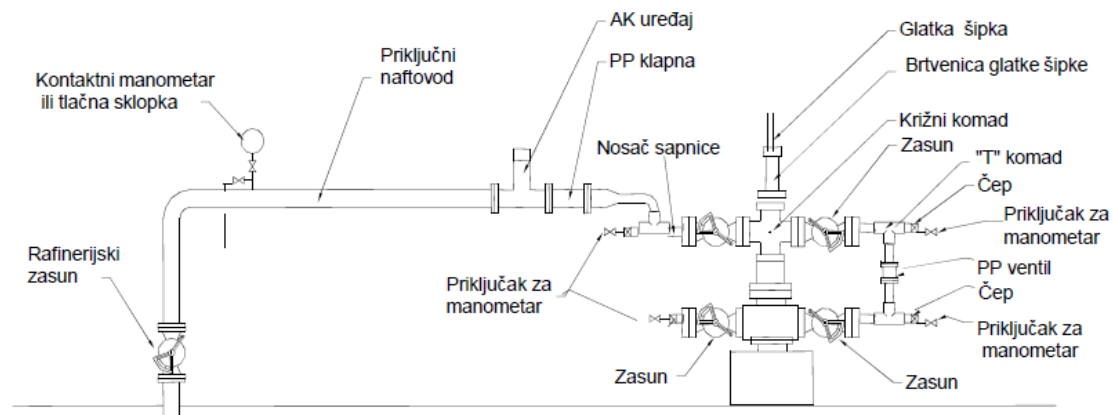 AK uređaj
PP klapna
Priključni
naftovod
Kontaktni manometar
ili tlačna sklopka
Nosač sapnice
Glatka šipka
Brtvenica glatke šipke
Križni komad
Zasun
"T" komad
Čep
Priključak za
manometar
PP ventil
Čep
Priključak za
manometar
Rafinerijski
zasun
Priključak za
manometar
Zasun
Zasun